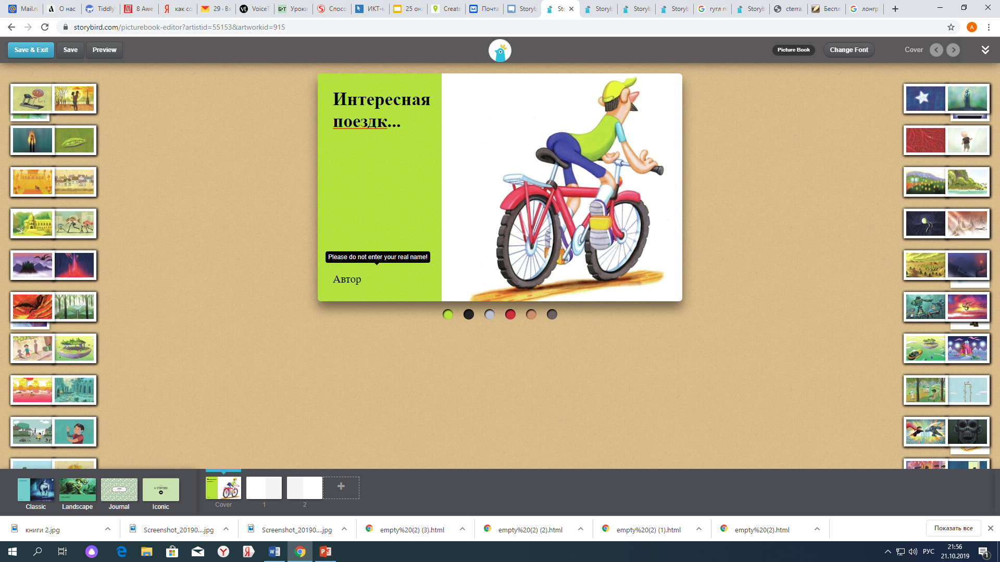 Mail.ru
О нас
Tiddly
8 Awe
как со
29 · Вх
VoiceT
Уроки
Спосо
ИКТ-м
25 онл
Create
Почта
Storyb
Sto
Storyb
Storyb
Storyb
гугл п
Storyb
cterra.
Беспл
лонгр
storybird.com/picturebook-editor?artistid=55153&artworkid=915
A
Save & Exit
Save
Preview
Picture Book
Change Font
Cover
Интересная
поездк...
Please do not enter your real name!
Автор
Classic
Landscape
Journal
Iconic
Cover
1
2
книги 2.jpg
Screenshot_20190....jpg
Screenshot_20190....jpg
empty%20(2) (3).html
empty%20(2) (2).html
empty%20(2) (1).html
empty%20(2).html
Показать все
РУС
21:56
21.10.2019
1